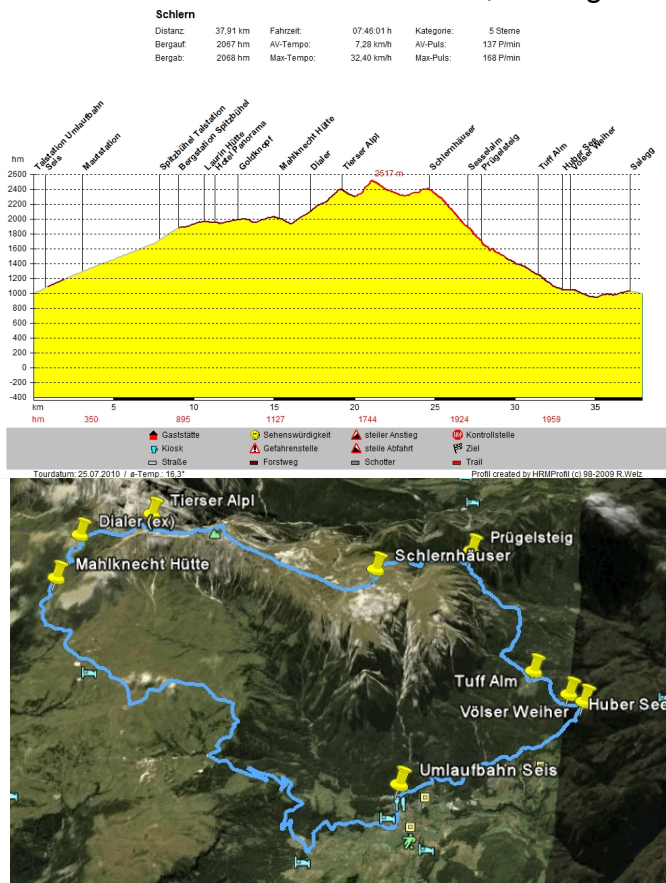 Schlern
Distanz: 37,91 km Fahrzeit: 07:46:01 h Kategorie: 5 Sterne
Bergauf: 2067 hm AV-Tempo: 7,28 km/h AV-Puls: 137 P/min
Bergab: 2068 hm Max-Tempo: 32,40 km/h Max-Puls: 168 P/min
Talstation Umlaufbahn
Seis
Mautstation
Spitzbühel Talstation
Bergstation Spitzbühel
Laurin Hütte
Hotel Panorama
Goldknopf
Mahlknecht Hütte
Dialer
Tierser Alpl
Schlernhäuser
Sesselalm
Prügelsteig
Tuff Alm
Huber See
Völser Weiher
Salegg
hm
2600
2517 m
2400
2200
2000
1800
1600
1400
1200
1000
800
600
400
200
0
-200
-400
km 5 10 15 20 25 30 35
hm 350 895 1127 1744 1924 1959
Gaststätte Sehenswürdigkeit steiler Anstieg Kontrollstelle
Kiosk Gefahrenstelle steile Abfahrt Ziel
Straße Forstweg Schotter Trail
Tourdatum: 25.07.2010 / ø-Temp.: 16,3° Profil created by HRMProfil (c) 98-2009 R.Welz
Tierser Alpl
Dialer (ex)
Prügelsteig
Schlernhäuser
Mahlknecht Hütte
Tuff Alm
Huber See
Völser Weiher
Umlaufbahn Seis